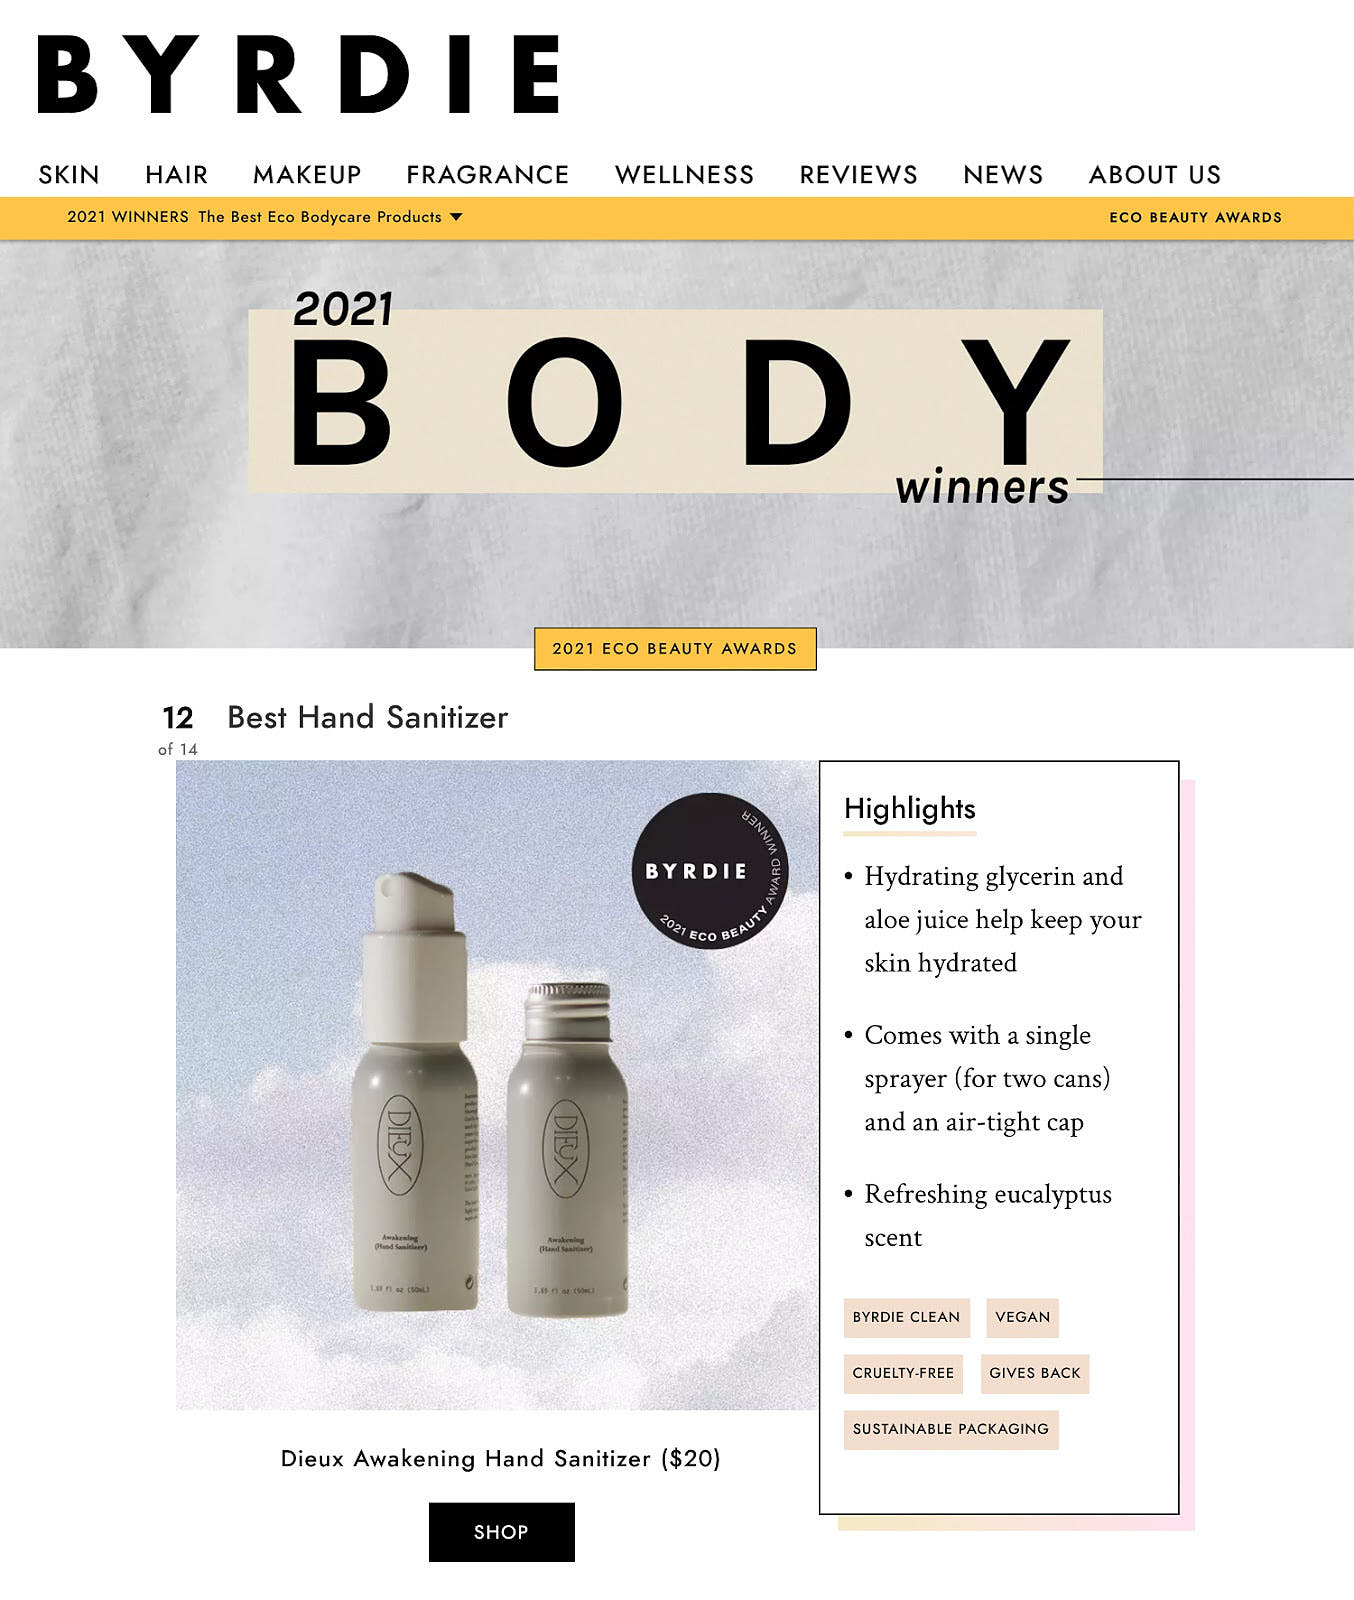 BYRDIE
SKIN HAIR MAKEUP FRAGRANCE WELLNESS REVIEWS NEWS ABOUT US
2021 WINNERS The Best Eco Bodycare Products
ECO BEAUTY AWARDS
2021
BODY
winners
2021 ECO BEAUTY AWARDS
12 Best Hand Sanitizer
of 14
BYRDIE
2021 ECO BEAUTY AWARD WINNER
DIEUX
Awakening
(Hand Sanitizer)
1.69 fl oz (50mL)
DIEUX
Awakening
(Hand Sanitizer)
1.69 fl oz (50mL)
Highlights
• Hydrating glycerin and
aloe juice help keep your
skin hydrated
• Comes with a single
sprayer (for two cans)
and an air-tight cap
• Refreshing eucalyptus
scent
BYRDIE CLEAN VEGAN
CRUELTY-FREE GIVES BACK
SUSTAINABLE PACKAGING
Dieux Awakening Hand Sanitizer ($20)
SHOP